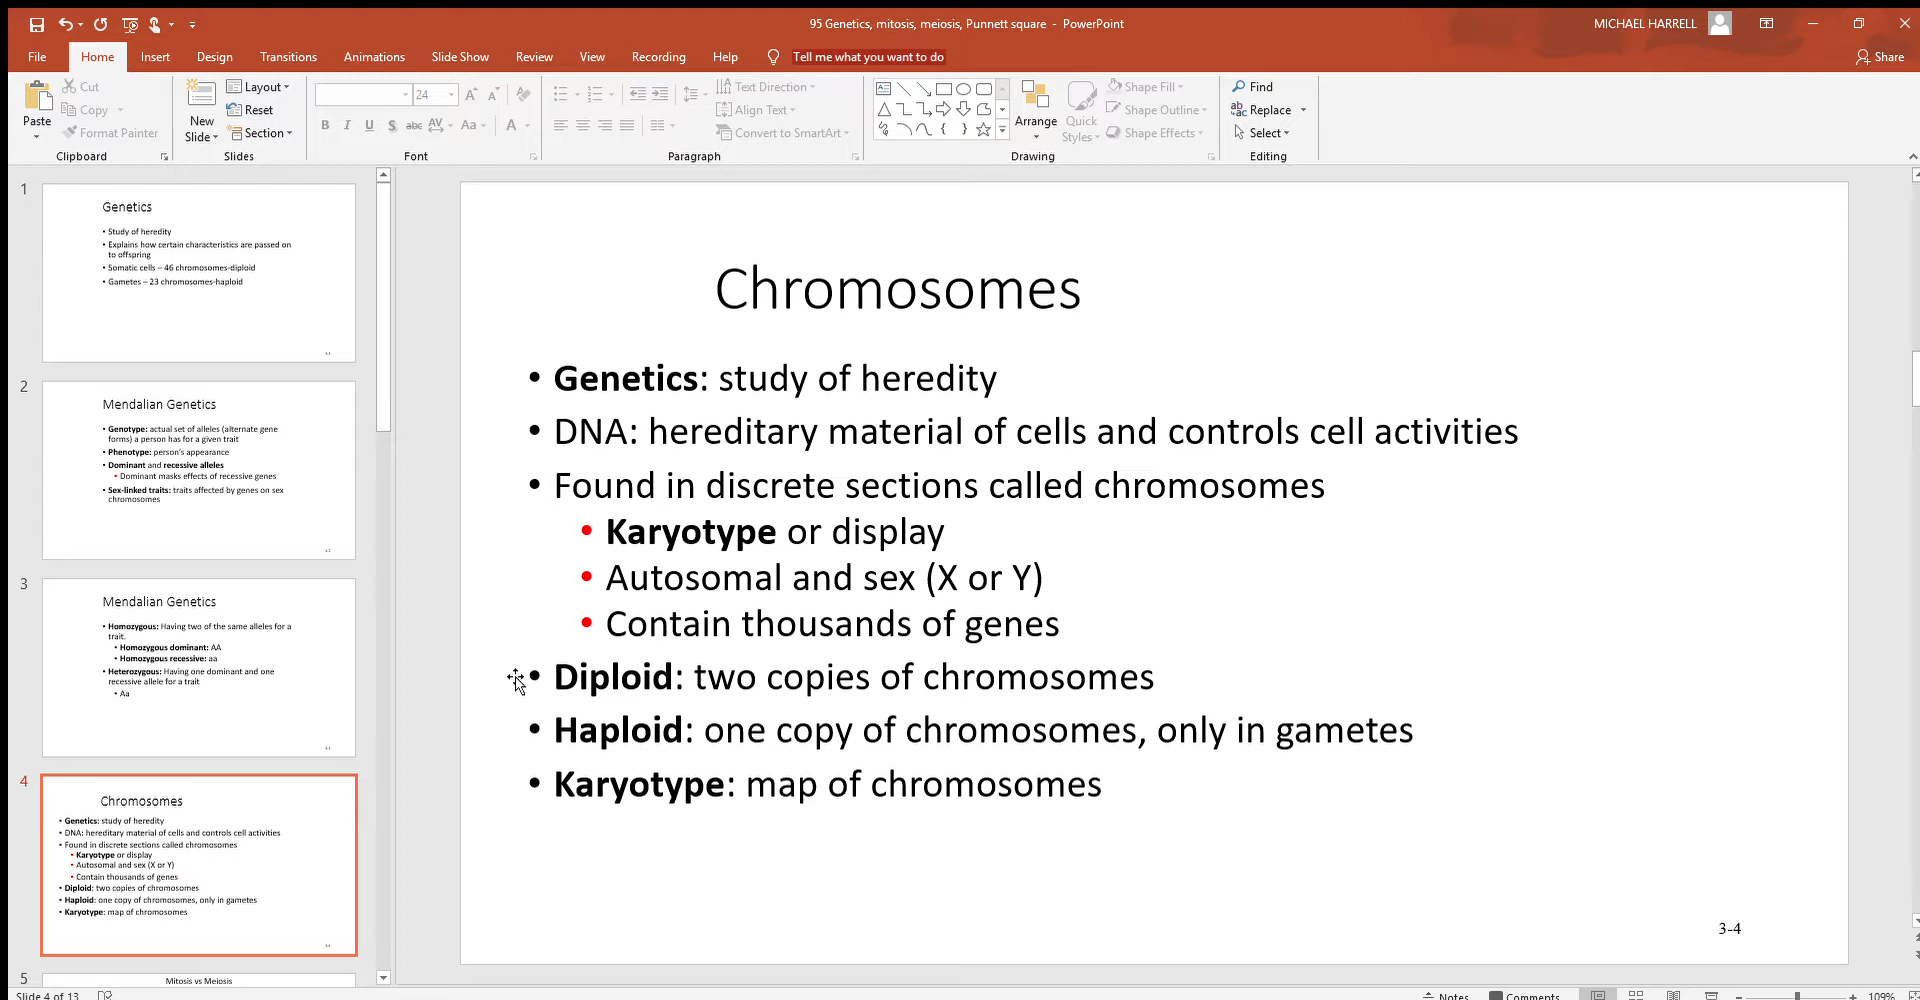 95 Genetics, mitosis, meiosis, Punnett square - PowerPoint
MICHAEL HARRELL
File Home Insert Design Transitions Animations Slide Show Review View Recording Help Tell me what you want to do Share
Paste
Cut
Copy
Format Painter
Clipboard
New
Slide
Layout
Reset
Section
Slides
24
B I U S abc AV Aa A
Font
Text Direction
Align Text
Convert to SmartArt
Paragraph
Arrange
Quick
Styles
Shape Fill
Shape Outline
Shape Effects
Drawing
Find
Replace
Select
Editing
1
Genetics
• Study of heredity
• Explains how certain characteristics are passed on
to offspring
• Somatic cells – 46 chromosomes-diploid
• Gametes – 23 chromosomes-haploid
2
Mendalian Genetics
• Genotype: actual set of alleles (alternate gene
forms) a person has for a given trait
• Phenotype: person's appearance
• Dominant and recessive alleles
• Dominant masks effects of recessive genes
• Sex-linked traits: traits affected by genes on sex
chromosomes
3
Mendalian Genetics
• Homozygous: Having two of the same alleles for a
trait.
• Homozygous dominant: AA
• Homozygous recessive: aa
• Heterozygous: Having one dominant and one
recessive allele for a trait
• Aa
4
Chromosomes
• Genetics: study of heredity
• DNA: hereditary material of cells and controls cell activities
• Found in discrete sections called chromosomes
• Karyotype or display
• Autosomal and sex (X or Y)
• Contain thousands of genes
• Diploid: two copies of chromosomes
• Haploid: one copy of chromosomes, only in gametes
• Karyotype: map of chromosomes
5
Mitosis vs Meiosis
Chromosomes
• Genetics: study of heredity
• DNA: hereditary material of cells and controls cell activities
• Found in discrete sections called chromosomes
• Karyotype or display
• Autosomal and sex (X or Y)
• Contain thousands of genes
• Diploid: two copies of chromosomes
• Haploid: one copy of chromosomes, only in gametes
• Karyotype: map of chromosomes
3-4
Slide 4 of 13
Notes Comments 109%